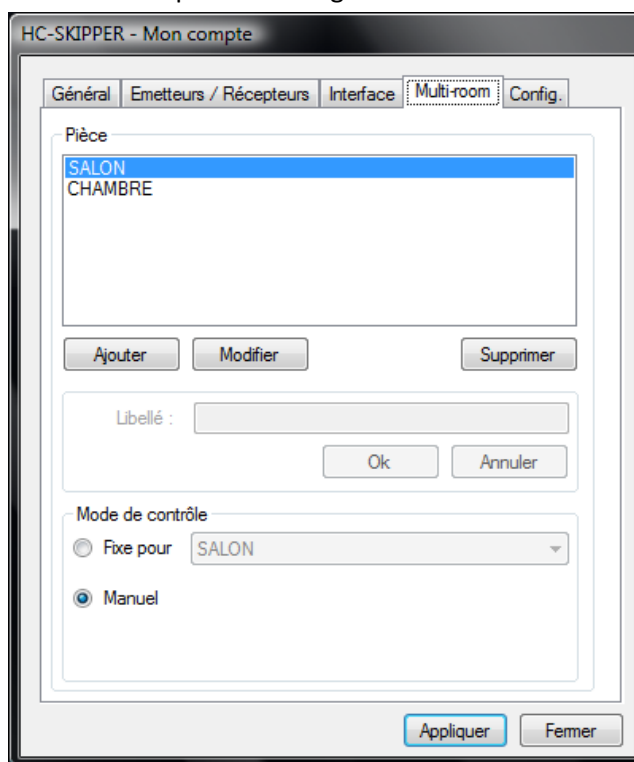 HC-SKIPPER - Mon compte
Général Emetteurs / Récepteurs Interface Multi-room Config.
Pièce
SALON
CHAMBRE
Ajouter Modifier Supprimer
Libellé :
Ok Annuler
Mode de contrôle
Fixe pour SALON
Manuel
Appliquer Fermer